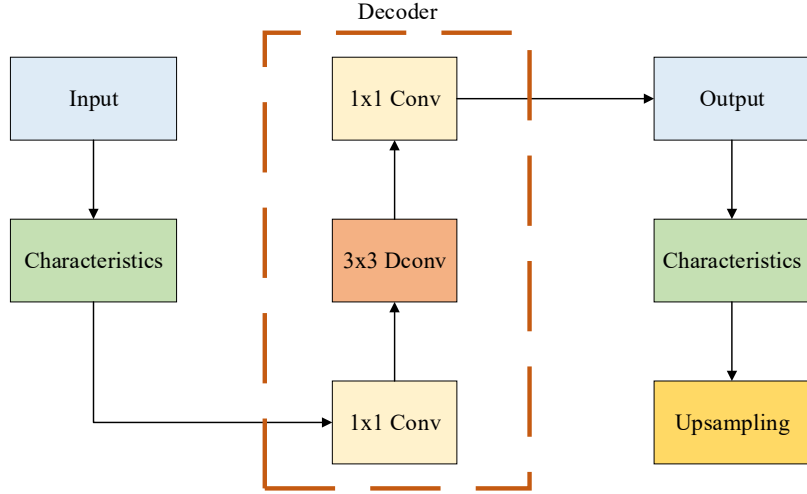 Decoder
Input
1x1 Conv
Output
Characteristics
3x3 Dconv
Characteristics
1x1 Conv
Upsampling